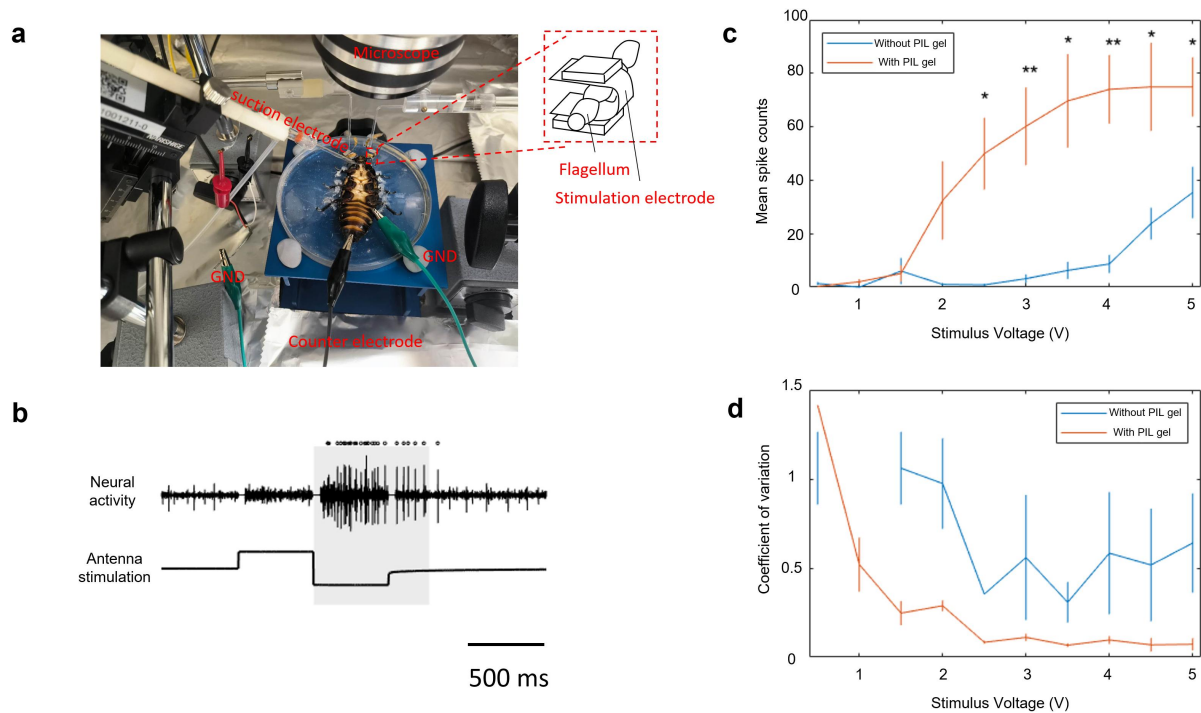 a
Microscope
suction electrode
1001211-0
GND
GND
Counter electrode
Flagellum
Stimulation electrode
b
Neural
activity
Antenna
stimulation
500 ms
c
100
80
60
40
20
0
Mean spike counts
Without PIL gel
With PIL gel
*
**
*
**
*
*
1
2
3
4
5
Stimulus Voltage (V)
d
1.5
1
0.5
0
Coefficient of variation
Without PIL gel
With PIL gel
1
2
3
4
5
Stimulus Voltage (V)